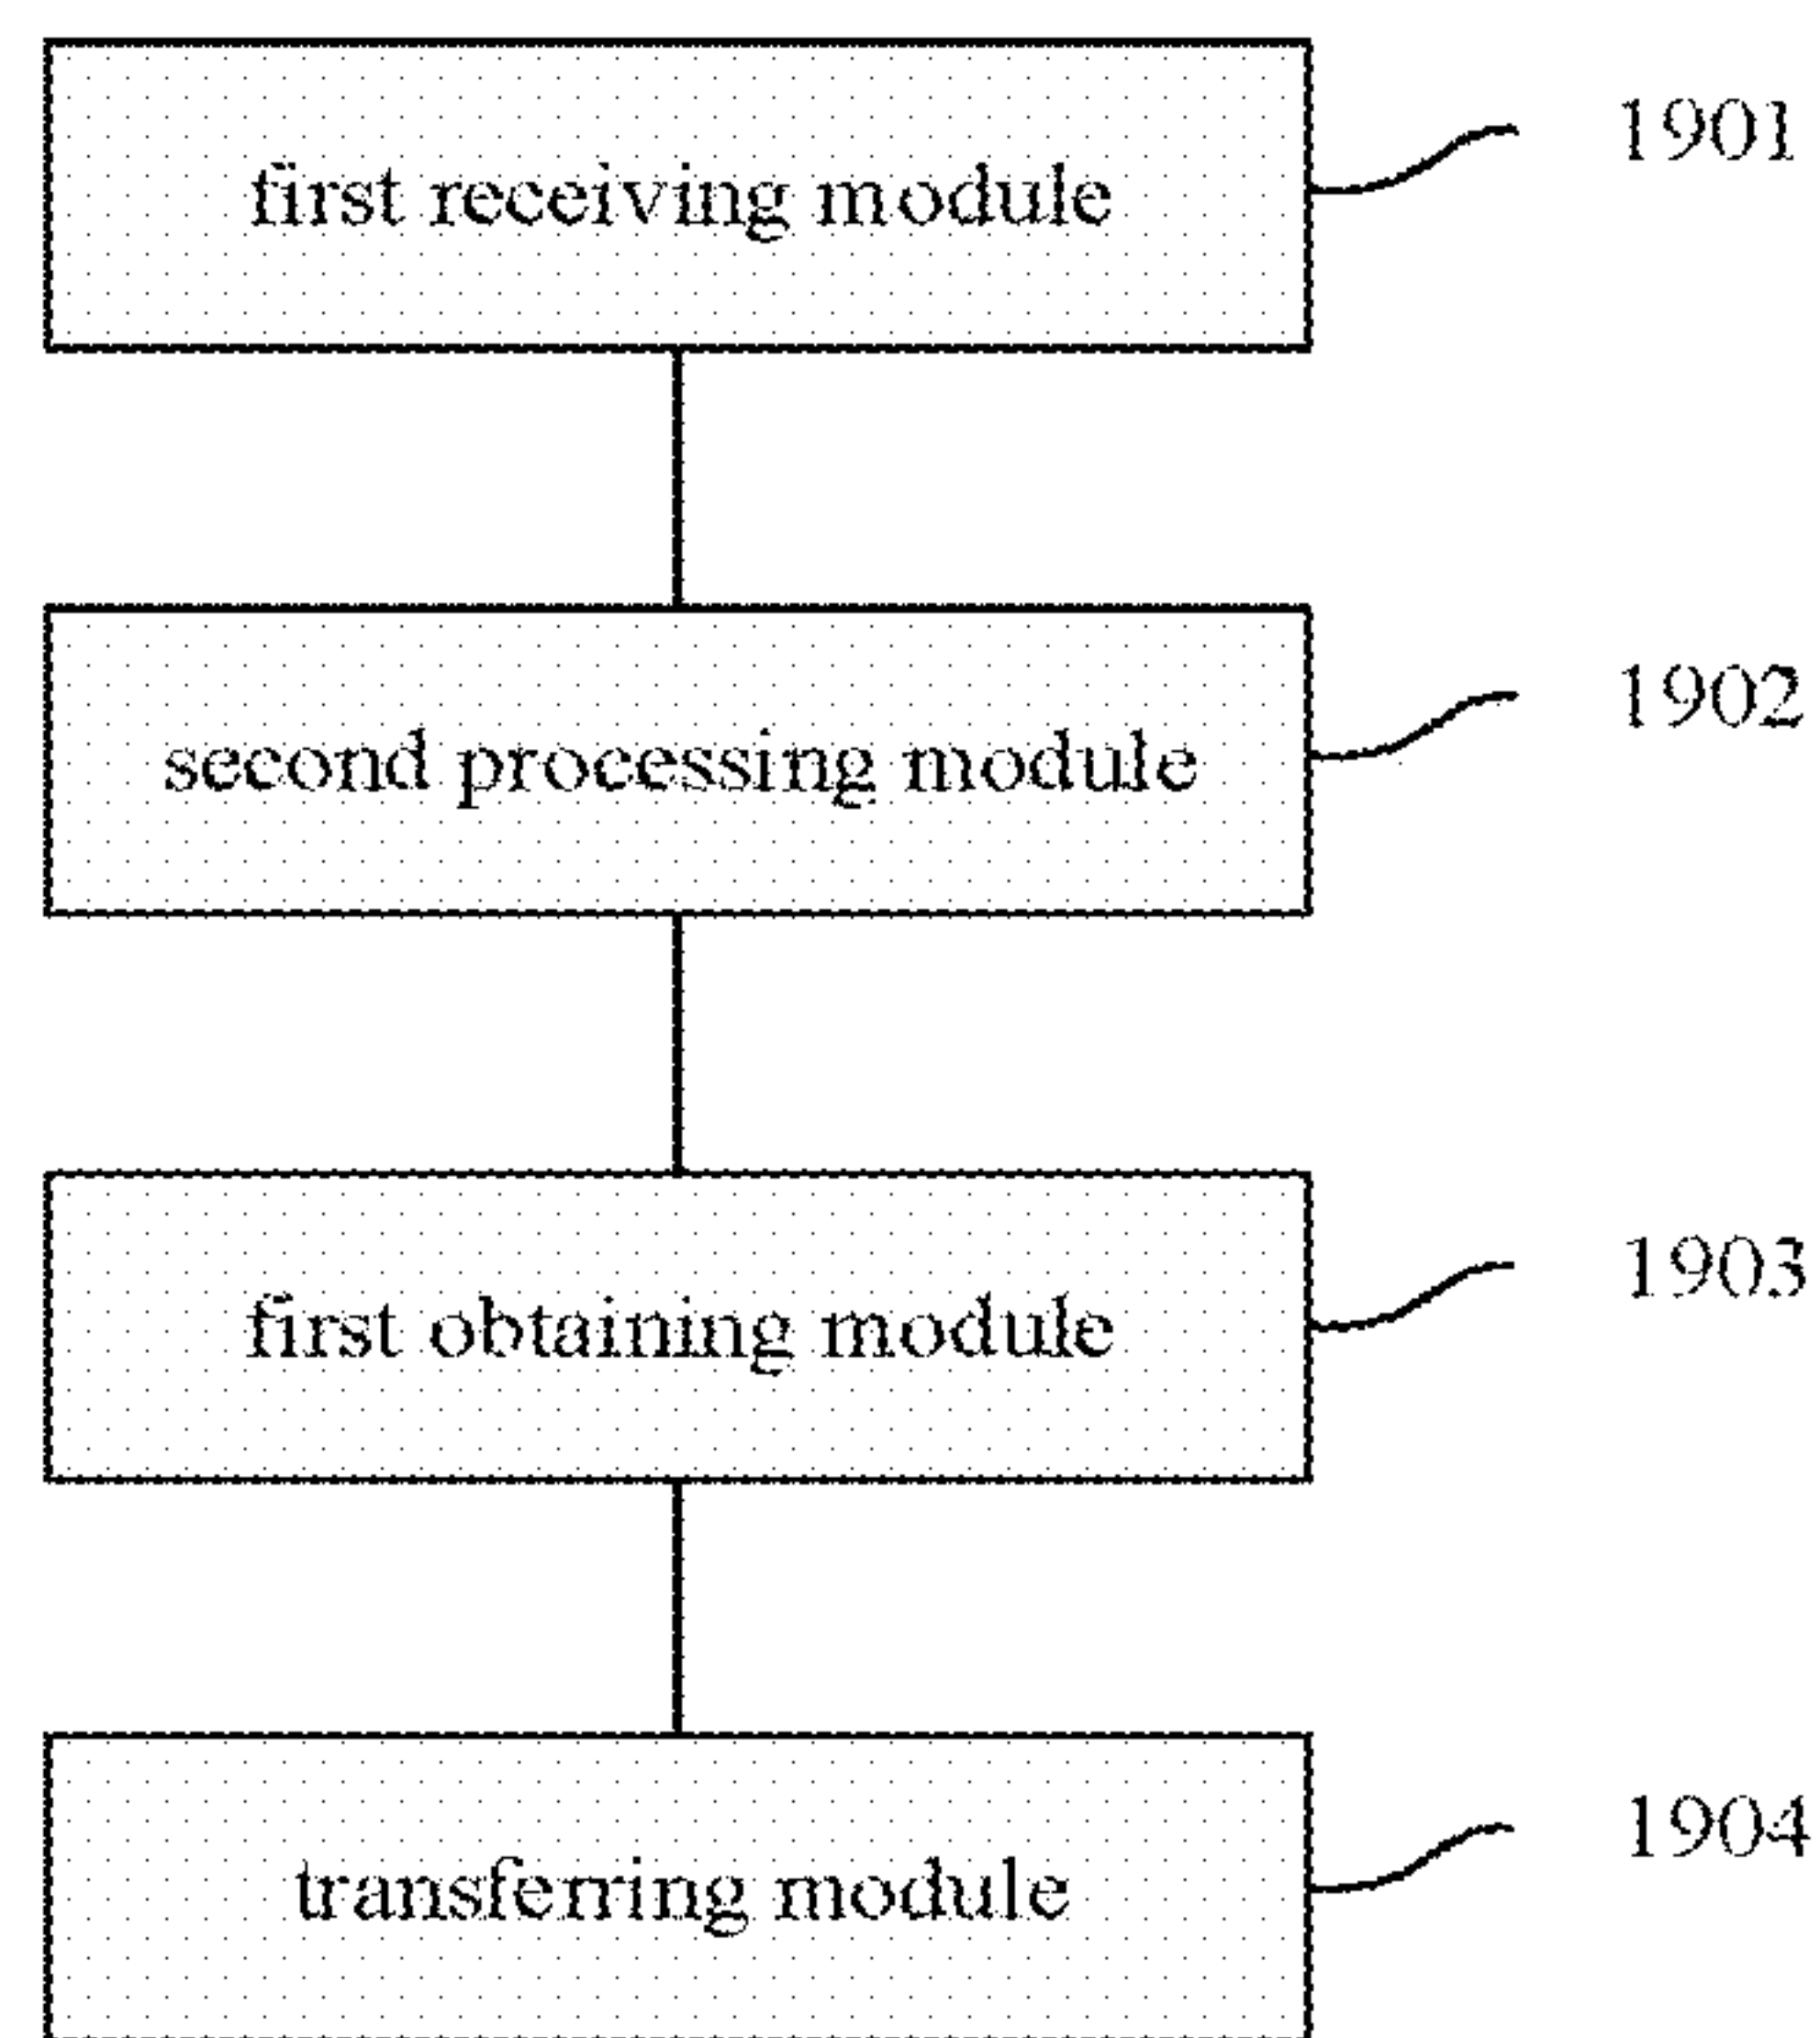 first receiving module 1901
second processing module 1902
first obtaining module 1903
transferring module 1904